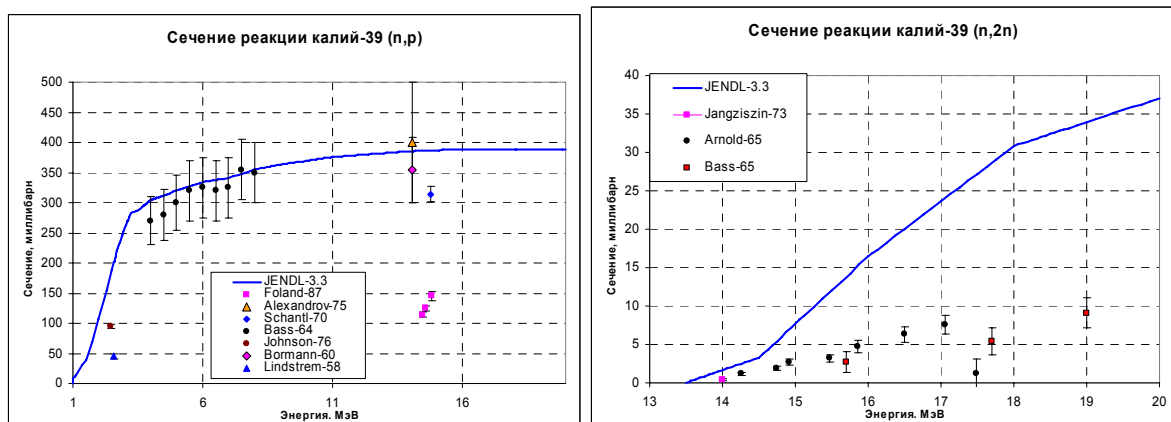 Сечение реакции калий-39 (n,p)
Сечение, миллибарн
500
450
400
350
300
250
200
150
100
50
0
JENDL-3.3
Foland-87
Alexandrov-75
Schantl-70
Bass-64
Johnson-76
Bormann-60
Lindstrem-58
1
6
11
16
Энергия. МэВ
Сечение реакции калий-39 (n,2n)
Сечение, миллибарн
40
35
30
25
20
15
10
5
0
JENDL-3.3
Jangziszin-73
Arnold-65
Bass-65
13
14
15
16
17
18
19
20
Энергия. МэВ